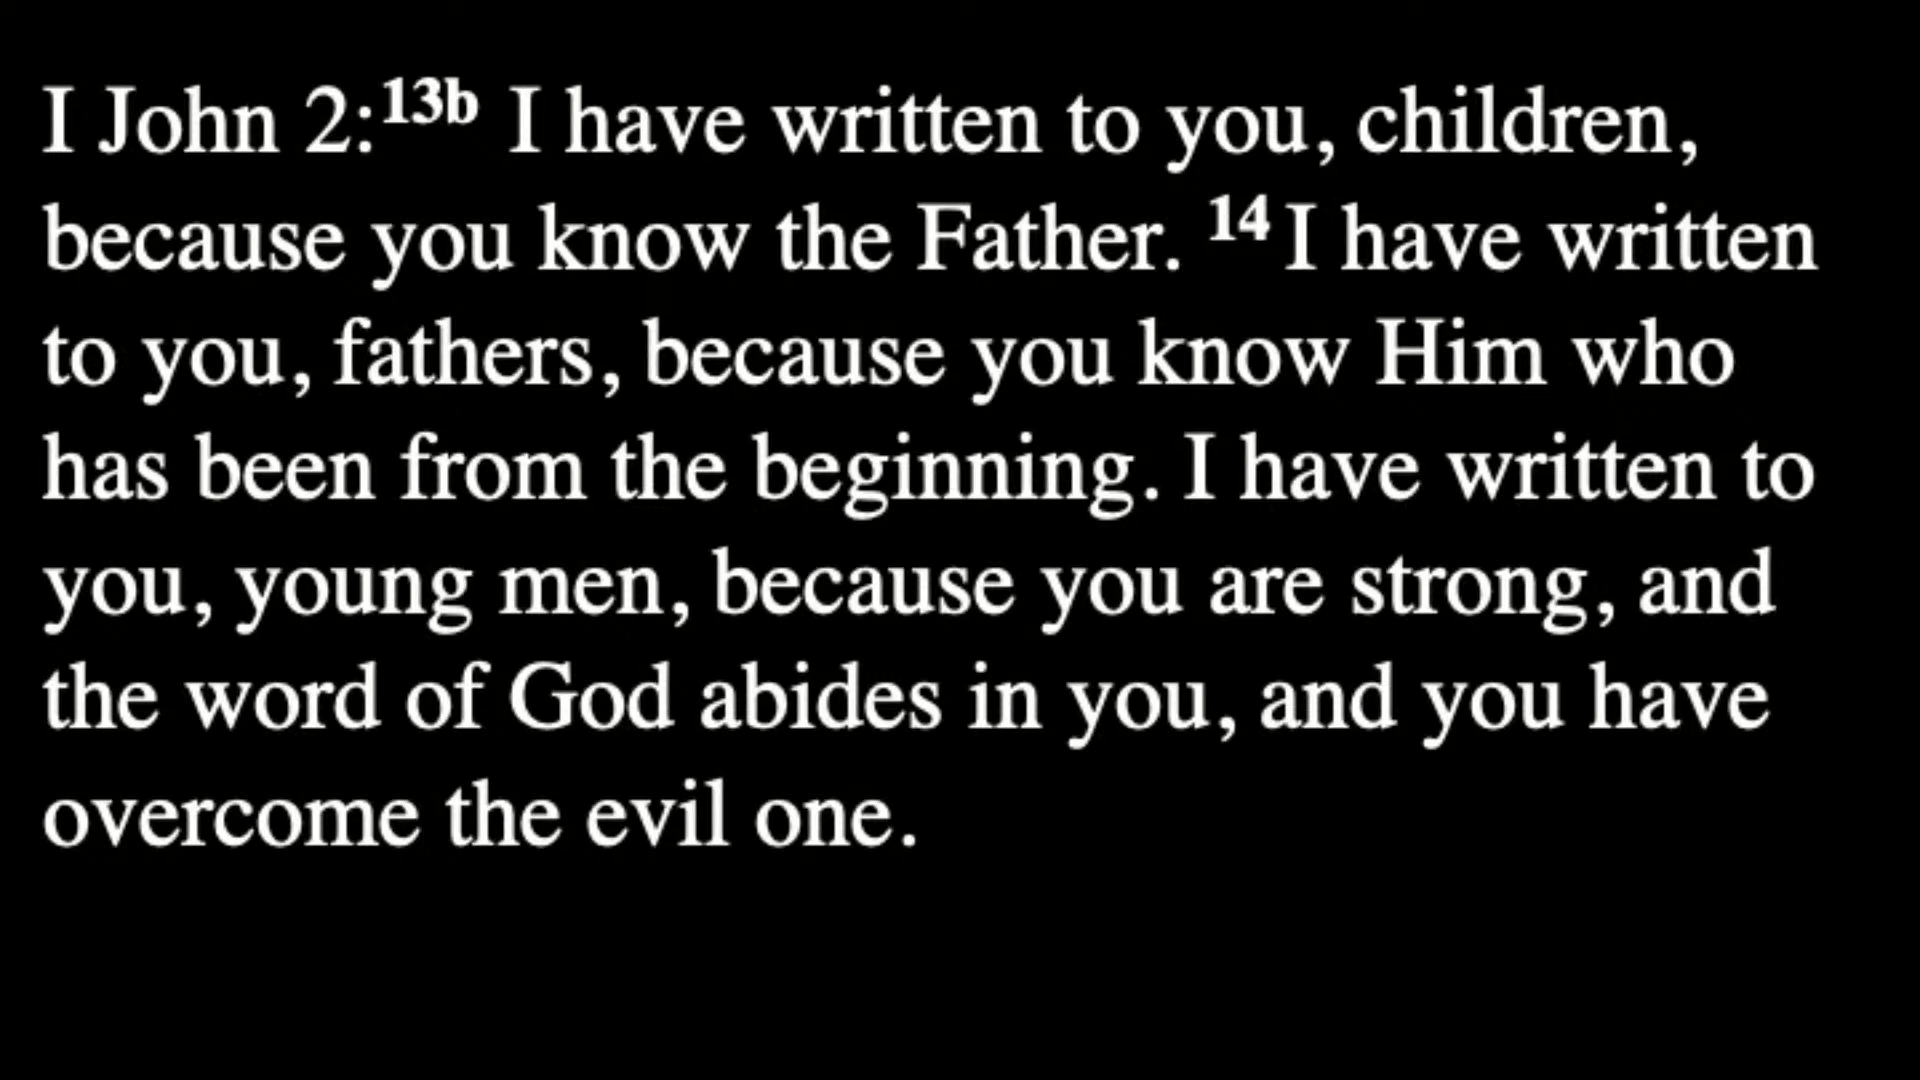 I John 2:13b I have written to you, children,
because you know the Father. 14 I have written
to you, fathers, because you know Him who
has been from the beginning. I have written to
you, young men, because you are strong, and
the word of God abides in you, and you have
overcome the evil one.